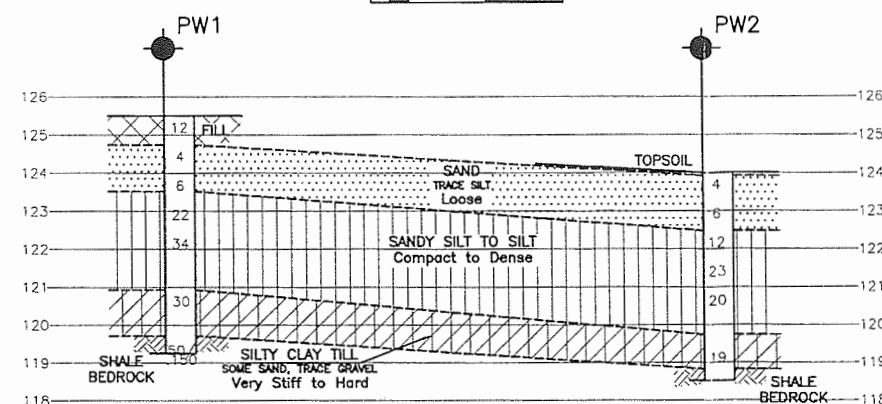 PW1
PW2
126
126
125
125
124
124
123
123
122
122
121
121
120
120
119
119
118
118
12
FILL
4
6
22
34
30
50
TOPSOIL
SAND
TRACE SILT
Loose
SANDY SILT TO SILT
Compact to Dense
SILTY CLAY TILL
SOME SAND, TRACE GRAVEL
Very Stiff to Hard
4
6
12
23
20
19
SHALE
BEDROCK
SHALE
BEDROCK